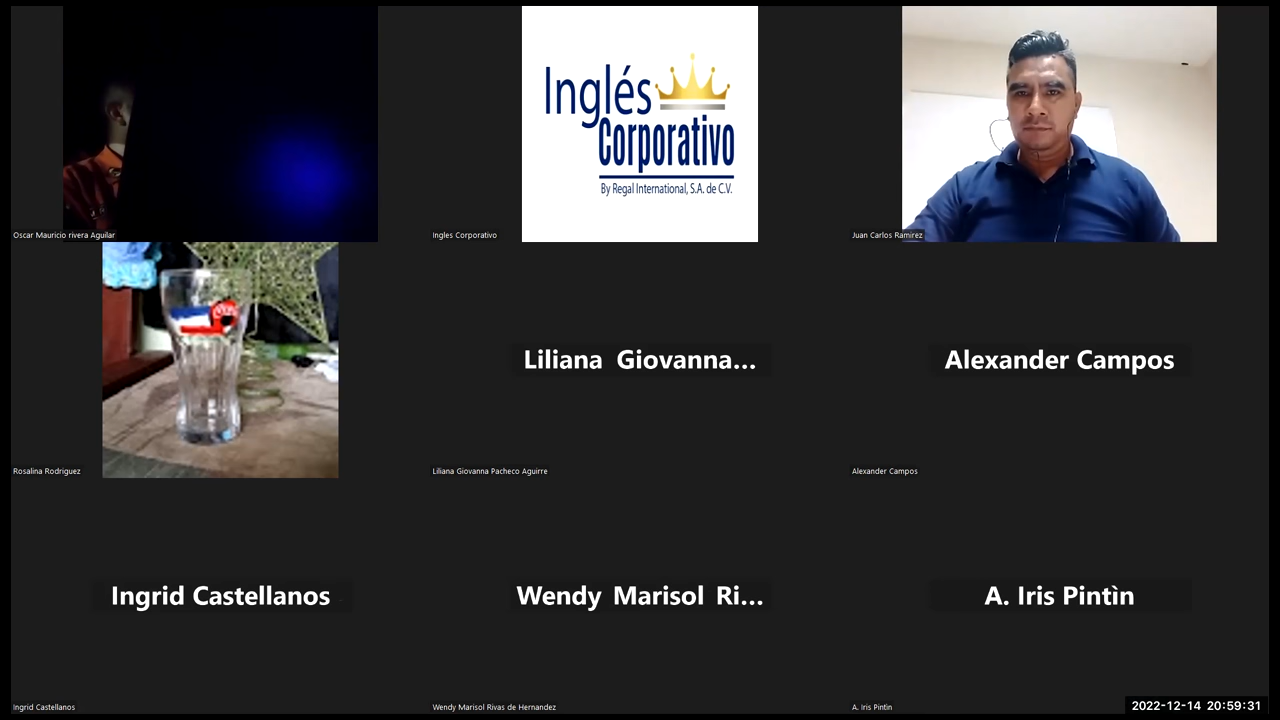 Inglés
Corporativo
By Regal International, S.A. de C.V.
Oscar Mauricio rivera Aguilar
Ingles Corporativo
Juan Carlos Ramirez
Liliana Giovanna...
Alexander Campos
Rosalina Rodriguez
Liliana Giovanna Pacheco Aguirre
Alexander Campos
Ingrid Castellanos
Wendy Marisol Ri...
A. Iris Pintìn
Ingrid Castellanos
Wendy Marisol Rivas de Hernandez
A. Iris Pintìn
2022-12-14 20:59:31